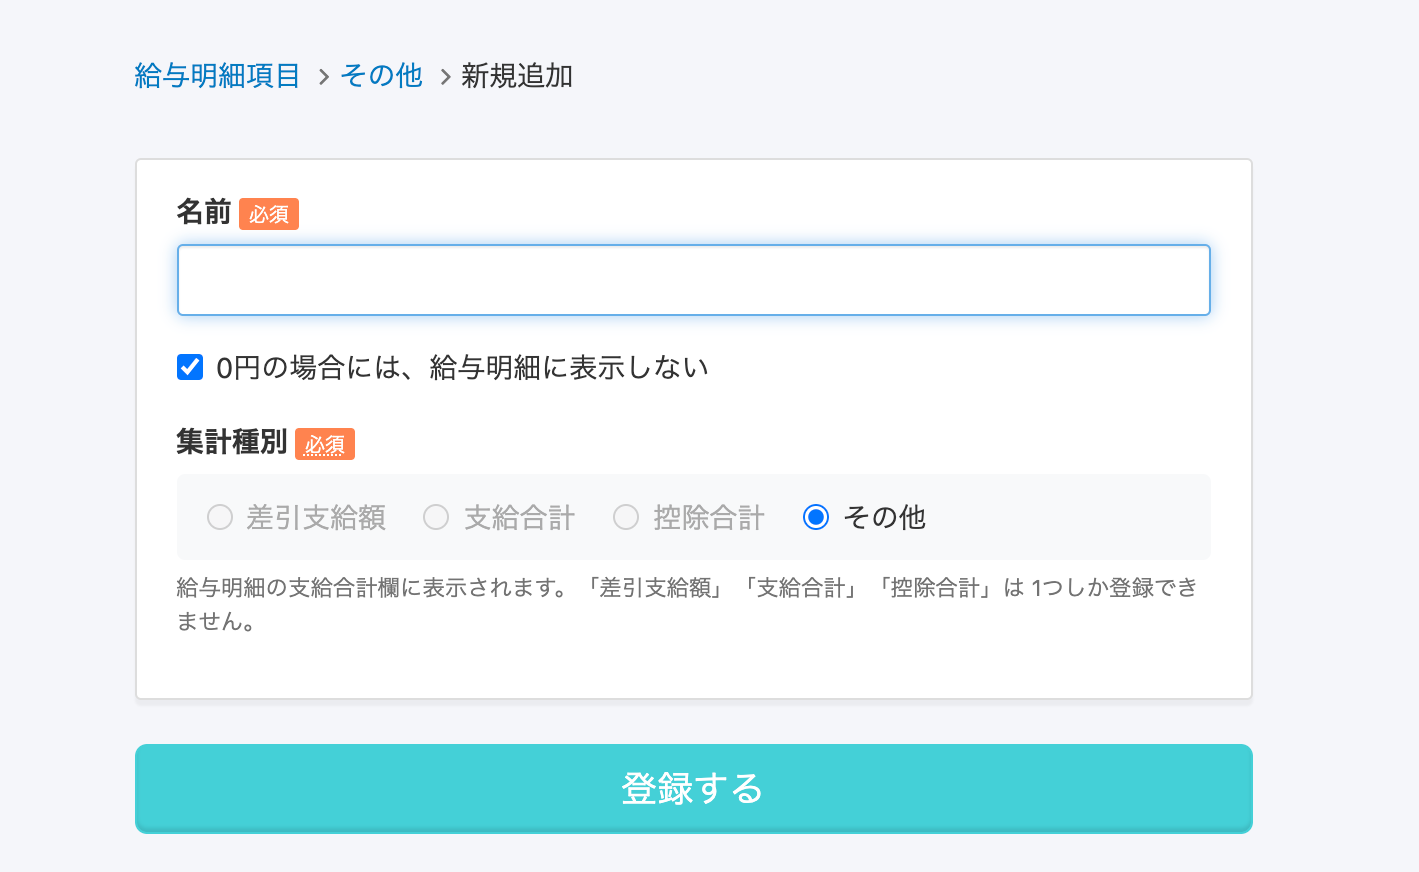 給与明細項目 > その他 > 新規追加
名前 必須
0円の場合には、給与明細に表示しない
集計種別 必須
差引支給額 支給合計 控除合計 その他
給与明細の支給合計欄に表示されます。「差引支給額」「支給合計」「控除合計」は 1つしか登録でき
ません。
登録する